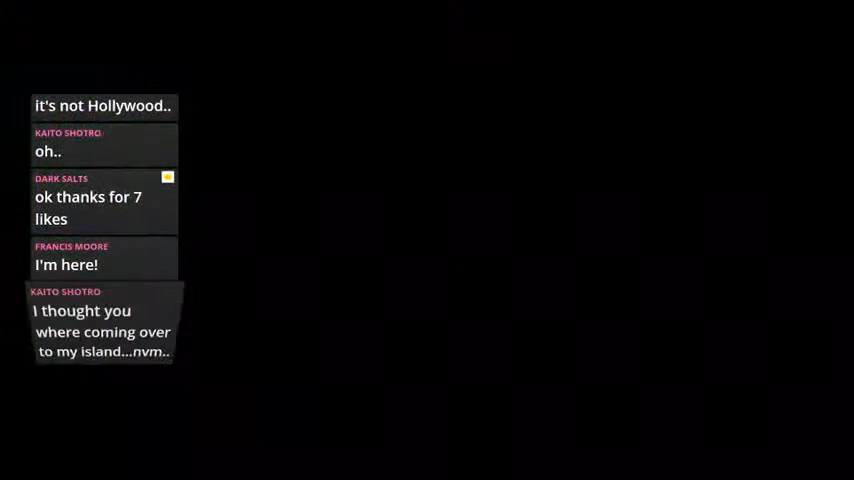 it's not Hollywood..
KAITO SHOTRO
oh..
DARK SALTS
ok thanks for 7
likes
FRANCIS MOORE
I'm here!
KAITO SHOTRO
I thought you
where coming over
to my island...nvm..